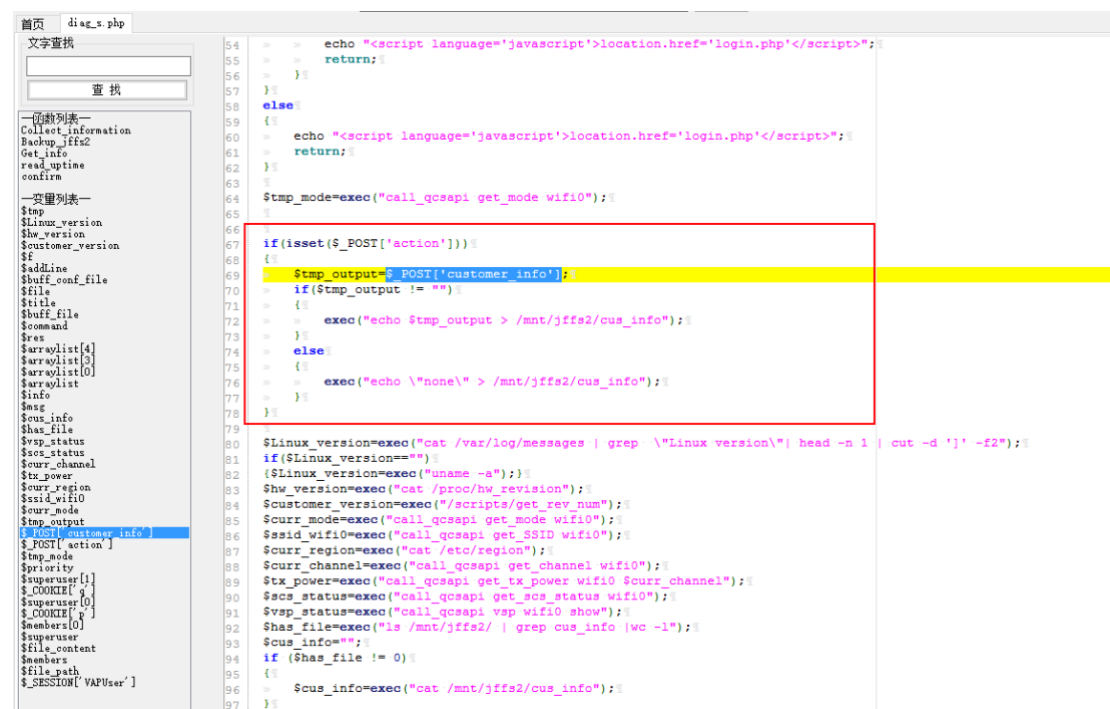 首页 diag_s.php
文字查找
查 找
—函数列表—
Collect_information
Backup_jffs2
Get_info
read_uptime
confirm
—变量列表—
$tmp
$Linux_version
$hw_version
$customer_version
$f
$addLine
$buff_conf_file
$file
$title
$buff_file
$command
$res
$arraylist[4]
$arraylist[3]
$arraylist[0]
$arraylist
$info
$msg
$cus_info
$has_file
$vsp_status
$scs_status
$curr_channel
$tx_power
$curr_region
$ssid_wifi0
$curr_mode
$tmp_output
$_POST['customer_info']
$_POST['action']
$tmp_mode
$priority
$superuser[1]
$_COOKIE['q']
$superuser[0]
$_COOKIE['p']
$members[0]
$superuser
$file_content
$members
$file_path
$_SESSION['VAPUser']
54 echo "<script language='javascript'>location.href='login.php'</script>";
55 return;
56 }
57 }
58 else
59 {
60 echo "<script language='javascript'>location.href='login.php'</script>";
61 return;
62 }
63
64 $tmp_mode=exec("call_qcsapi get_mode wifi0");
65
66
67 if(isset($_POST['action']))
68 {
69 $tmp_output=$_POST['customer_info'];
70 if($tmp_output != "")
71 {
72 exec("echo $tmp_output > /mnt/jffs2/cus_info");
73 }
74 else
75 {
76 exec("echo \"none\" > /mnt/jffs2/cus_info");
77 }
78 }
79
80 $Linux_version=exec("cat /var/log/messages | grep \"Linux version\"| head -n 1 | cut -d ']' -f2");
81 if($Linux_version=="")
82 {$Linux_version=exec("uname -a");}
83 $hw_version=exec("cat /proc/hw_revision");
84 $customer_version=exec("/scripts/get_rev_num");
85 $curr_mode=exec("call_qcsapi get_mode wifi0");
86 $ssid_wifi0=exec("call_qcsapi get_SSID wifi0");
87 $curr_region=exec("cat /etc/region");
88 $curr_channel=exec("call_qcsapi get_channel wifi0");
89 $tx_power=exec("call_qcsapi get_tx_power wifi0 $curr_channel");
90 $scs_status=exec("call_qcsapi get_scs_status wifi0");
91 $vsp_status=exec("call_qcsapi vsp wifi0 show");
92 $has_file=exec("ls /mnt/jffs2/ | grep cus_info |wc -l");
93 $cus_info="";
94 if ($has_file != 0)
95 {
96 $cus_info=exec("cat /mnt/jffs2/cus_info");
97 }